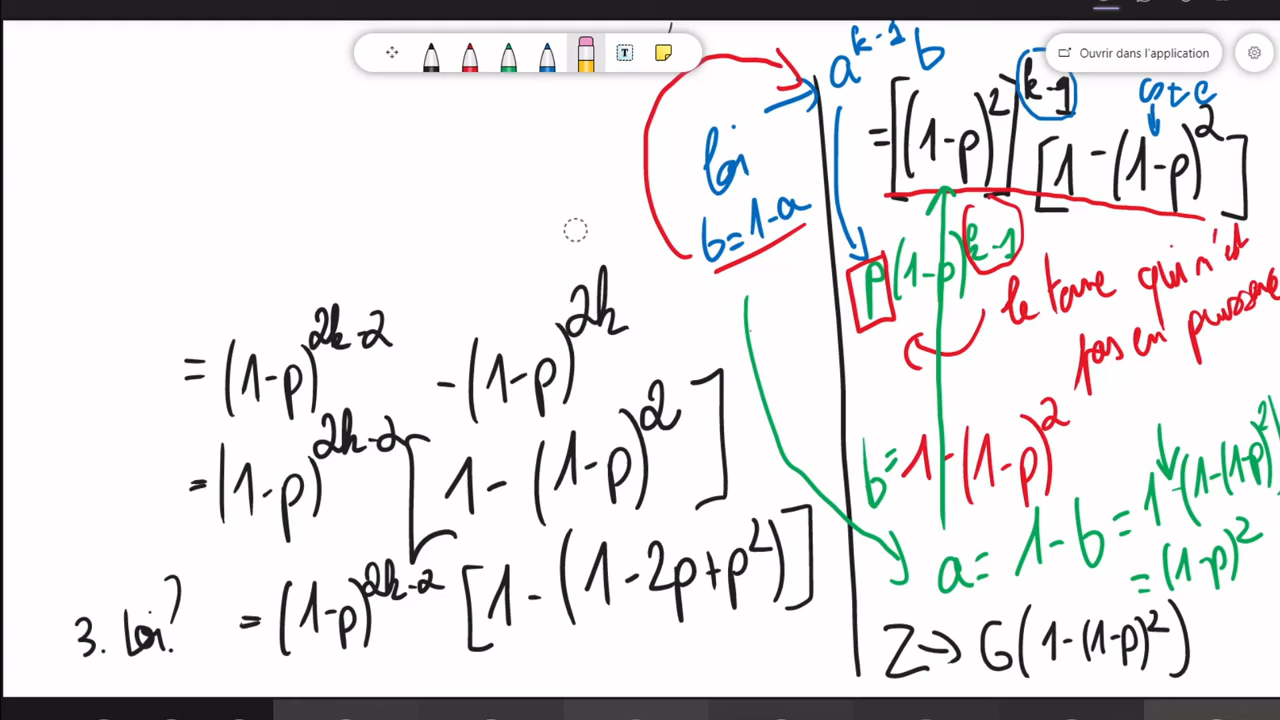 Ouvrir dans l'application
a^{k-1} b
= [(1-p)^2]^{k-1} [1-(1-p)^2]
loi
b=1-a
p(1-p)^{k-1}
le
qui n'est
pas en puissance
= (1-p)^{2k-2} - (1-p)^{2k}
= (1-p)^{2k-2} [1-(1-p)^2]
3. Loi? = (1-p)^{2k-2} [1-(1-2p+p^2)]
b=1-(1-p)^2
a= 1-b= 1-(1-(1-p)^2)
= (1-p)^2
Z → G(1-(1-p)^2)